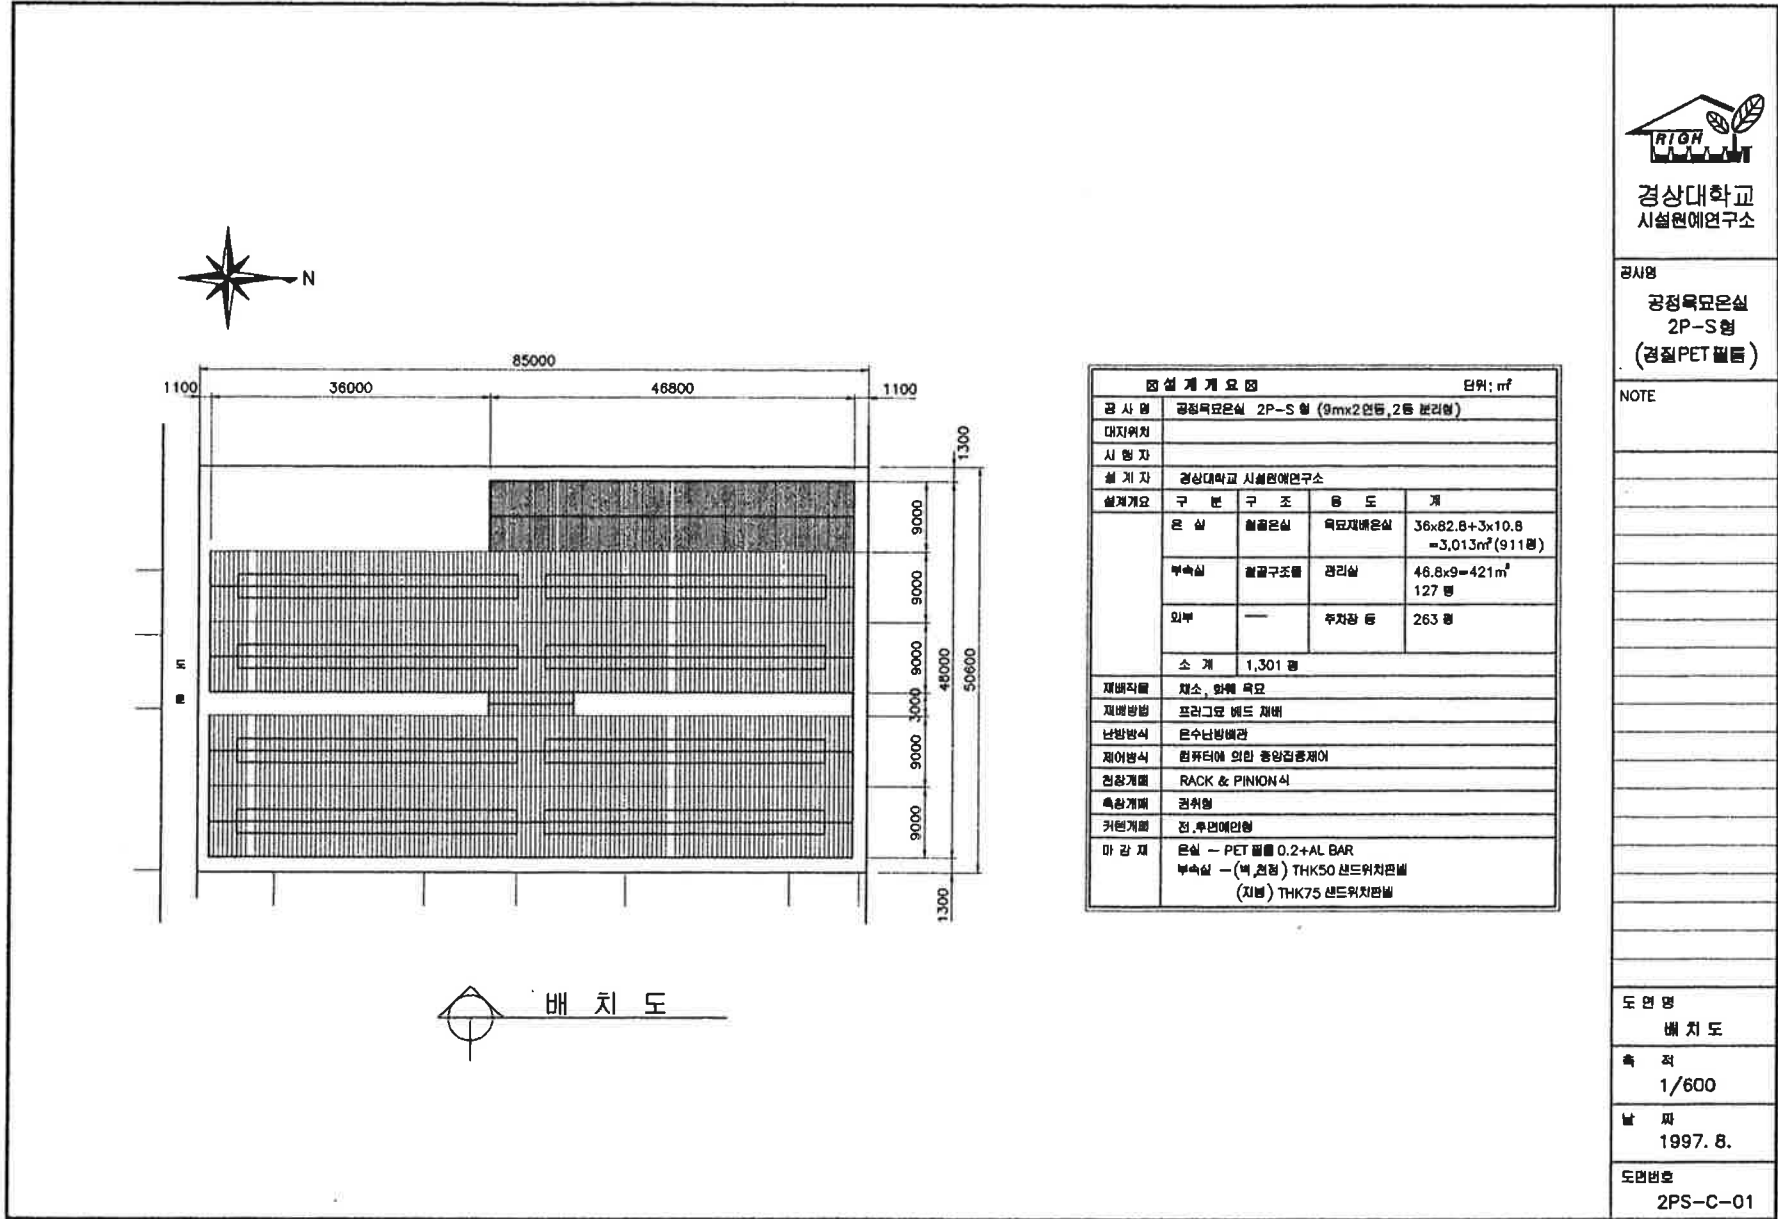 RIGH
경상대학교
시설원예연구소
공사명
공정육묘온실
2P-S형
(경질PET필름)
NOTE
N
85000
1100
36000
46800
1100
1300
9000
9000
9000
3000
9000
9000
48000
50600
1300
도
로
배 치 도
설 계 개 요
단위: ㎡
공 사 명
공정육묘온실 2P-S 형 (9mx2연동,2동 분리형)
대지위치
시 행 자
설 계 자
경상대학교 시설원예연구소
설계개요
구 분
구 조
용 도
계
온 실
철골온실
육묘재배온실
36x82.8+3x10.8
=3,013㎡(911평)
부속실
철골구조물
관리실
46.8x9=421㎡
127 평
외부
—
주차장 등
263 평
소 계
1,301 평
재배작물
채소, 화훼 육묘
재배방법
프러그묘 베드 재배
난방방식
온수난방배관
제어방식
컴퓨터에 의한 중앙집중제어
천창개폐
RACK & PINION식
측창개폐
권취형
커텐개폐
전,후면예인형
마 감 재
온실 - PET 필름 0.2+AL BAR
부속실 -(벽,천정) THK50 샌드위치판넬
(지붕) THK75 샌드위치판넬
도 면 명
배 치 도
축 척
1/600
날 짜
1997. 8.
도면번호
2PS-C-01